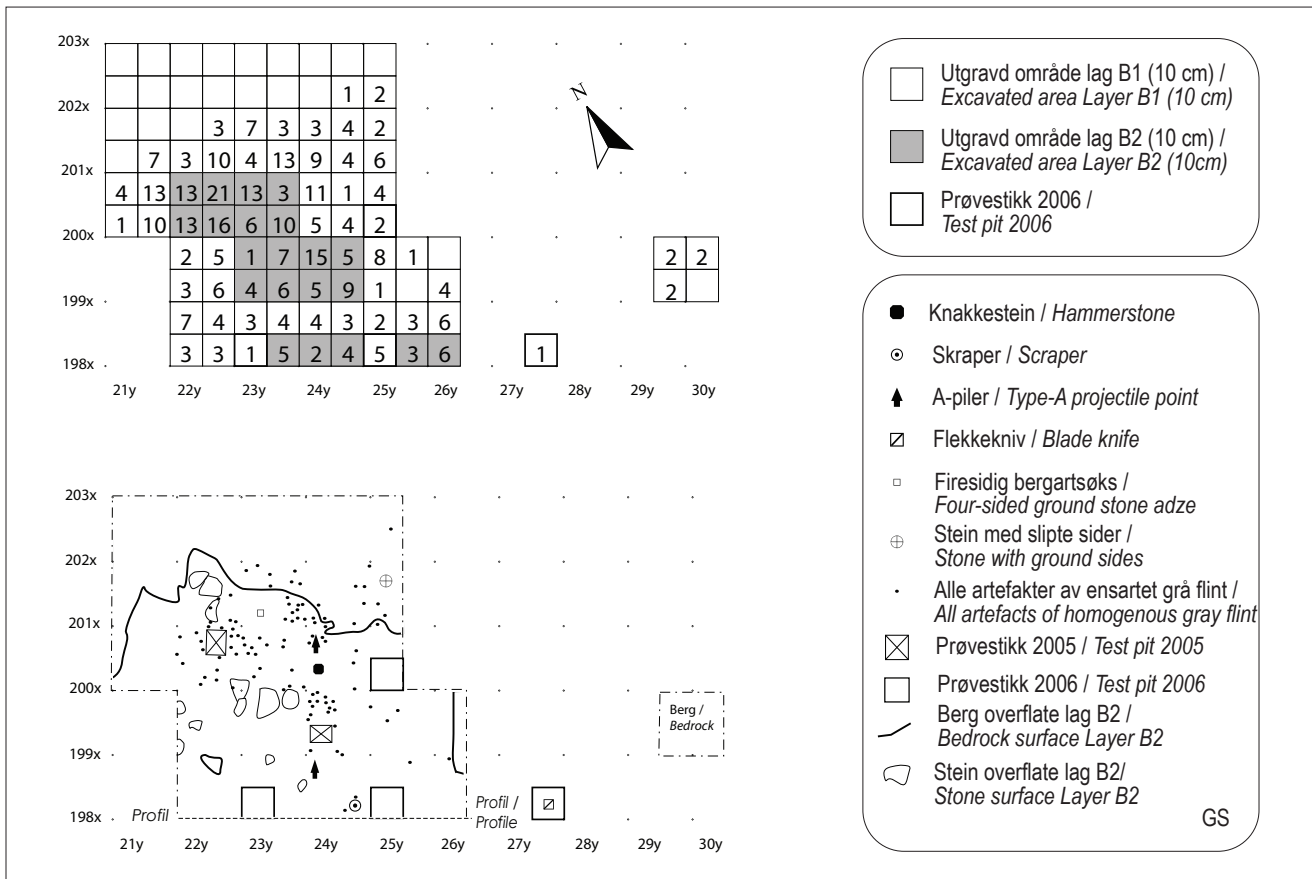 203x
1 2
202x
3 7 3 3 4 2
7 3 10 4 13 9 4 6
201x
4 13 13 21 13 3 11 1 4
1 10 13 16 6 10 5 4 2
200x
2 5 1 7 15 5 8 1 2 2
3 6 4 6 5 9 1 4 2
199x
7 4 3 4 4 3 2 3 6
3 3 1 5 2 4 5 3 6 1
198x
21y 22y 23y 24y 25y 26y 27y 28y 29y 30y
N
Utgravd område lag B1 (10 cm) /
Excavated area Layer B1 (10 cm)
Utgravd område lag B2 (10 cm) /
Excavated area Layer B2 (10cm)
Prøvestikk 2006 /
Test pit 2006
203x
202x
201x
200x
199x
198x
Berg /
Bedrock
Profil
Profil /
Profile
21y 22y 23y 24y 25y 26y 27y 28y 29y 30y
Knakkestein / Hammerstone
Skraper / Scraper
A-piler / Type-A projectile point
Flekkekniv / Blade knife
Firesidig bergartsøks /
Four-sided ground stone adze
Stein med slipte sider /
Stone with ground sides
Alle artefakter av ensartet grå flint /
All artefacts of homogenous gray flint
Prøvestikk 2005 / Test pit 2005
Prøvestikk 2006 / Test pit 2006
Berg overflate lag B2 /
Bedrock surface Layer B2
Stein overflate lag B2/
Stone surface Layer B2
GS